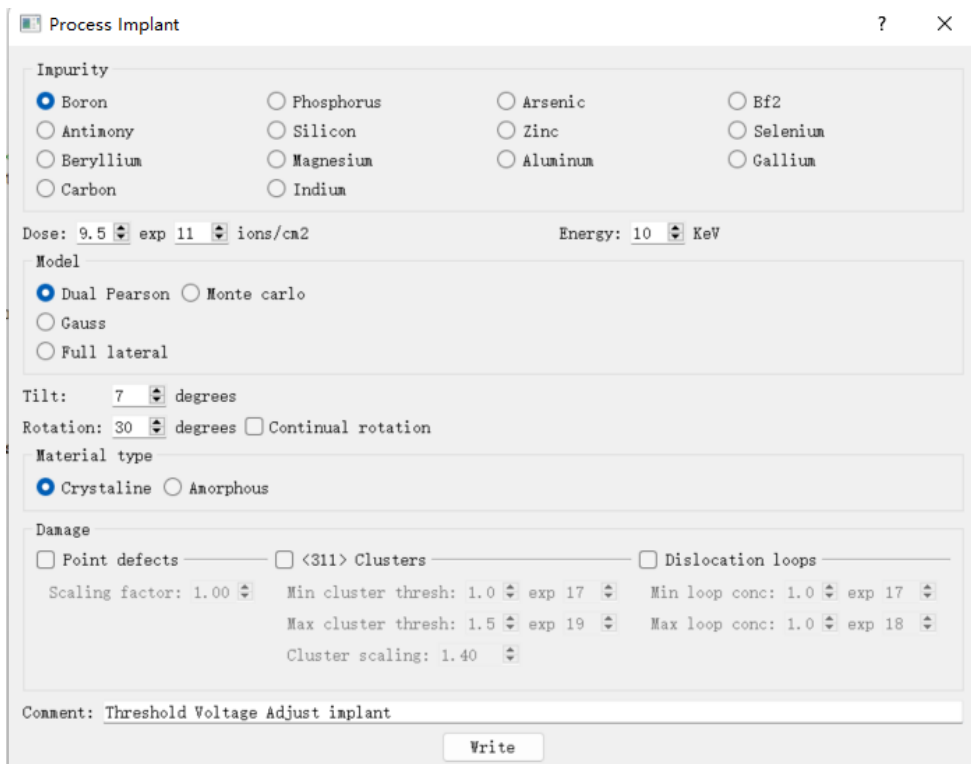 Process Implant ?
Impurity
Boron Phosphorus Arsenic Bf2
Antimony Silicon Zinc Selenium
Beryllium Magnesium Aluminum Gallium
Carbon Indium
Dose: 9.5 exp 11 ions/cm2 Energy: 10 KeV
Model
Dual Pearson Monte carlo
Gauss
Full lateral
Tilt: 7 degrees
Rotation: 30 degrees Continual rotation
Material type
Crystaline Amorphous
Damage
Point defects <311> Clusters Dislocation loops
Scaling factor: 1.00 Min cluster thresh: 1.0 exp 17 Min loop conc: 1.0 exp 17
Max cluster thresh: 1.5 exp 19 Max loop conc: 1.0 exp 18
Cluster scaling: 1.40
Comment: Threshold Voltage Adjust implant
Write